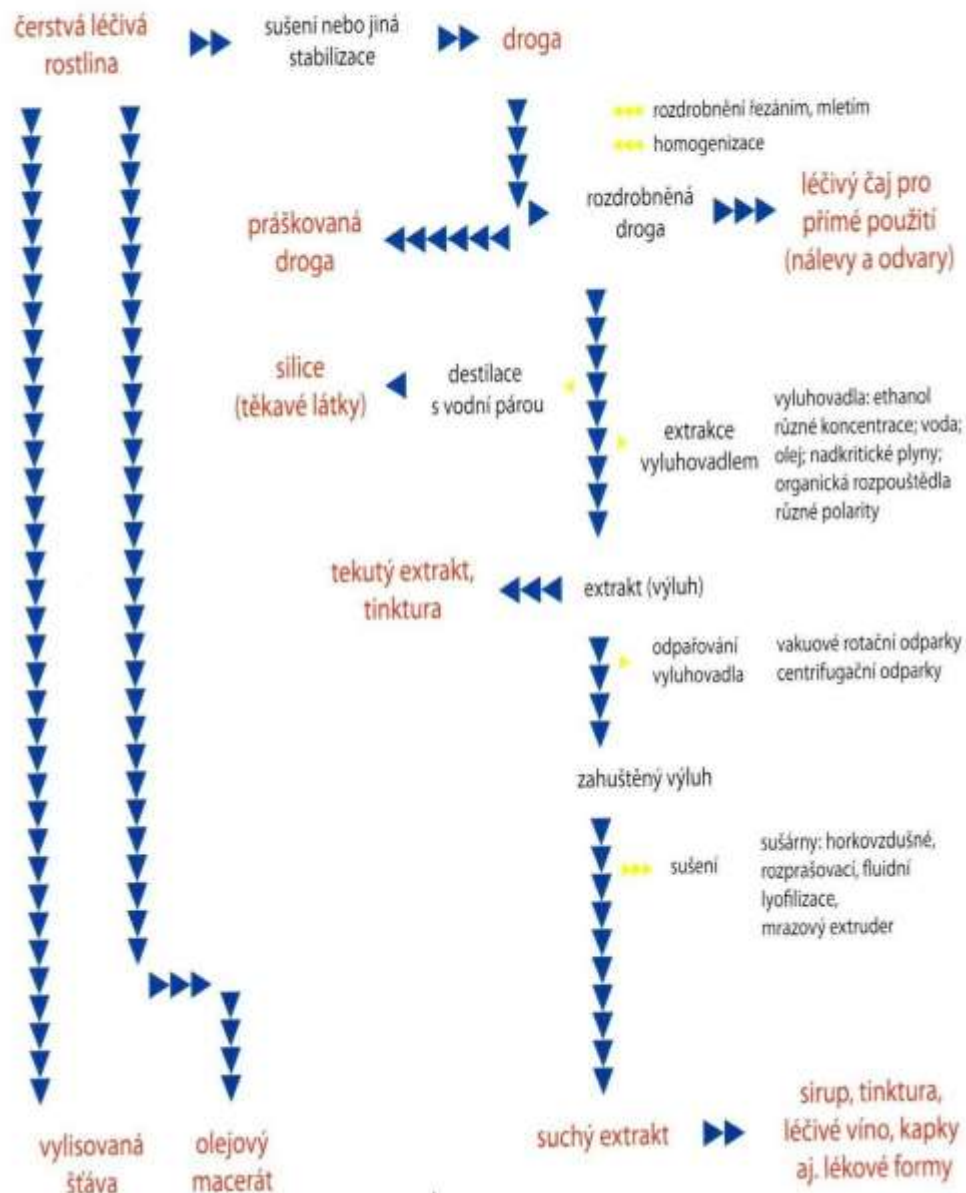 čerstvá léčivá
rostlina
sušení nebo jiná
stabilizace
droga
rozdrobnění řezáním, mletím
homogenizace
práškovaná
droga
rozdrobněná
droga
léčivý čaj pro
přímé použití
(nálevy a odvary)
silice
(těkavé látky)
destilace
s vodní párou
extrakce
vyluhovadlem
vyluhovadla: ethanol
různé koncentrace; voda;
olej; nadkritické plyny;
organická rozpouštědla
různé polarity
tekutý extrakt,
tinktura
extrakt (výluh)
odpařování
vyluhovadla
vakuové rotační odparky
centrifugační odparky
zahuštěný výluh
sušení
sušárny: horkovzdušné,
rozprašovací, fluidní
lyofilizace,
mrazový extruder
vylisovaná
šťáva
olejový
macerát
suchý extrakt
sirup, tinktura,
léčivé víno, kapky
aj. lékové formy